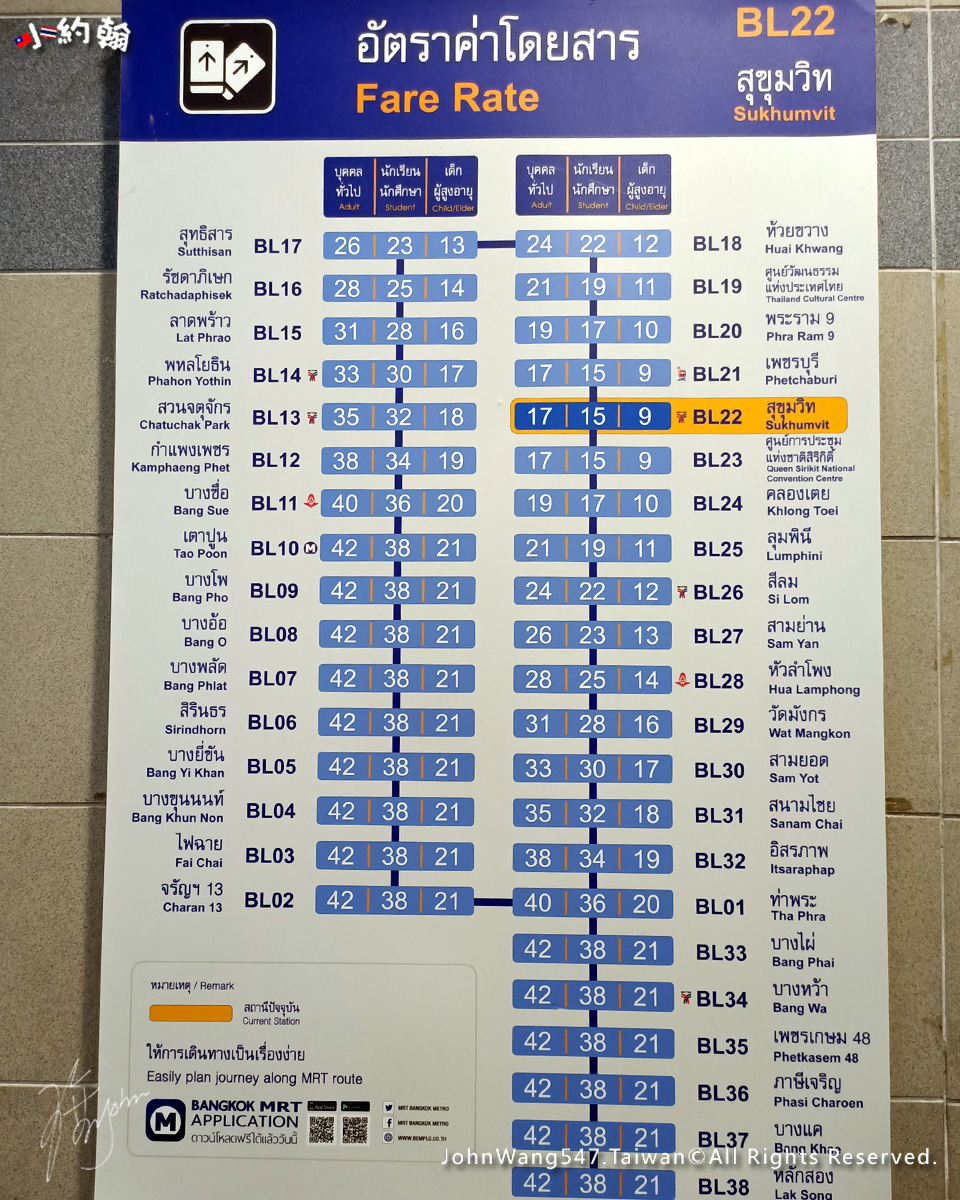 小約翰
อัตราค่าโดยสาร
Fare Rate
BL22
สุขุมวิท
Sukhumvit
บุคคล ทั่วไป Adult | นักเรียน นักศึกษา Student | เด็ก ผู้สูงอายุ Child/Elder
บุคคล ทั่วไป Adult | นักเรียน นักศึกษา Student | เด็ก ผู้สูงอายุ Child/Elder
สุทธิสาร
Sutthisan
BL17 26 23 13
24 22 12 BL18
ห้วยขวาง
Huai Khwang
รัชดาภิเษก
Ratchadaphisek
BL16 28 25 14
21 19 11 BL19
ศูนย์วัฒนธรรม
แห่งประเทศไทย
Thailand Cultural Centre
ลาดพร้าว
Lat Phrao
BL15 31 28 16
19 17 10 BL20
พระราม 9
Phra Ram 9
พหลโยธิน
Phahon Yothin
BL14 33 30 17
17 15 9 BL21
เพชรบุรี
Phetchaburi
สวนจตุจักร
Chatuchak Park
BL13 35 32 18
17 15 9 BL22
สุขุมวิท
Sukhumvit
กำแพงเพชร
Kamphaeng Phet
BL12 38 34 19
17 15 9 BL23
ศูนย์การประชุม
แห่งชาติสิริกิติ์
Queen Sirikit National
Convention Centre
บางซื่อ
Bang Sue
BL11 40 36 20
19 17 10 BL24
คลองเตย
Khlong Toei
เตาปูน
Tao Poon
BL10 M 42 38 21
21 19 11 BL25
ลุมพินี
Lumphini
บางโพ
Bang Pho
BL09 42 38 21
24 22 12 BL26
สีลม
Si Lom
บางอ้อ
Bang O
BL08 42 38 21
26 23 13 BL27
สามย่าน
Sam Yan
บางพลัด
Bang Phlat
BL07 42 38 21
28 25 14 BL28
หัวลำโพง
Hua Lamphong
สิรินธร
Sirindhorn
BL06 42 38 21
31 28 16 BL29
วัดมังกร
Wat Mangkon
บางยี่ขัน
Bang Yi Khan
BL05 42 38 21
33 30 17 BL30
สามยอด
Sam Yot
บางขุนนนท์
Bang Khun Non
BL04 42 38 21
35 32 18 BL31
สนามไชย
Sanam Chai
ไฟฉาย
Fai Chai
BL03 42 38 21
38 34 19 BL32
อิสรภาพ
Itsaraphap
จรัญฯ 13
Charan 13
BL02 42 38 21
40 36 20 BL01
ท่าพระ
Tha Phra
42 38 21 BL33
บางไผ่
Bang Phai
42 38 21 BL34
บางหว้า
Bang Wa
42 38 21 BL35
เพชรเกษม 48
Phetkasem 48
42 38 21 BL36
ภาษีเจริญ
Phasi Charoen
42 38 21 BL37
บางแค
Bang Khae
42 38 21 BL38
หลักสอง
Lak Song
หมายเหตุ / Remark
สถานีปัจจุบัน
Current Station
ให้การเดินทางเป็นเรื่องง่าย
Easily plan journey along MRT route
M
BANGKOK MRT
APPLICATION
ดาวน์โหลดฟรีได้แล้ววันนี้
App Store
MRT BANGKOK METRO
MRT BANGKOK METRO
WWW.BEMPLC.CO.TH
John
JohnWang547.Taiwan©All Rights Reserved.